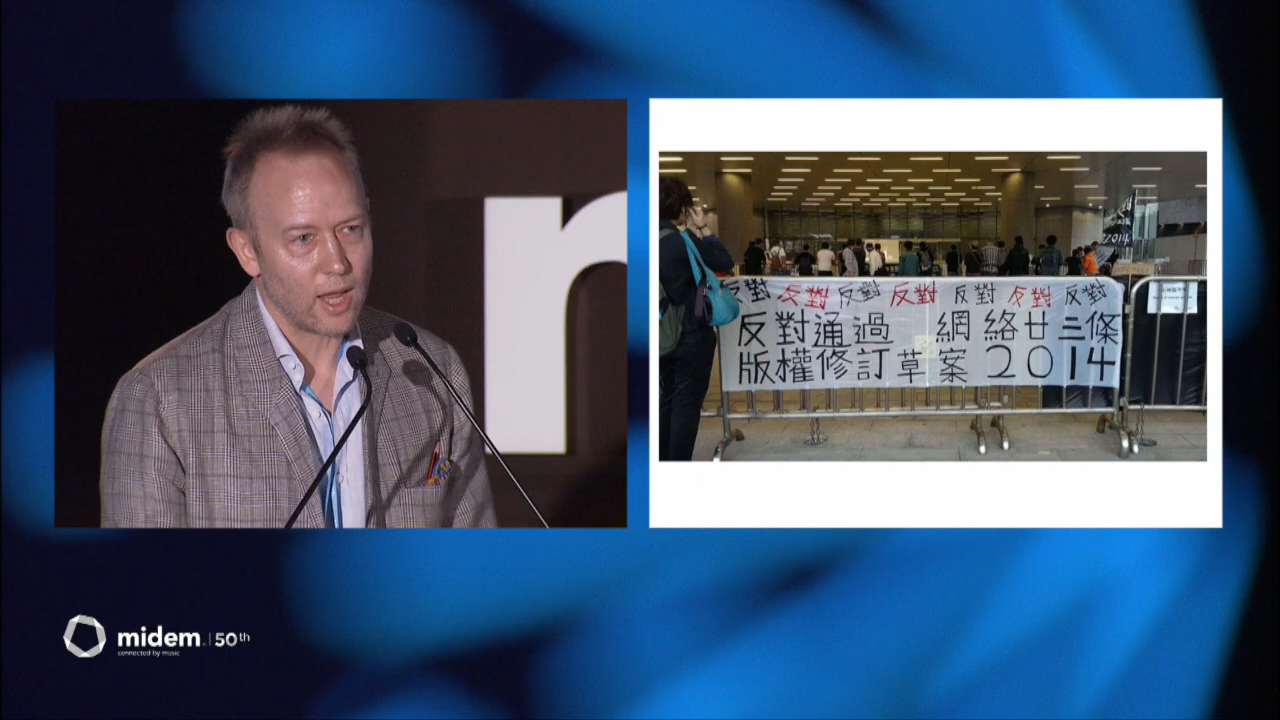 反對 反對 反對 反對 反對 反對 反對
反對通過 網絡廿三條
版權修訂草案 2014
2014
midem. | 50th
connected by music